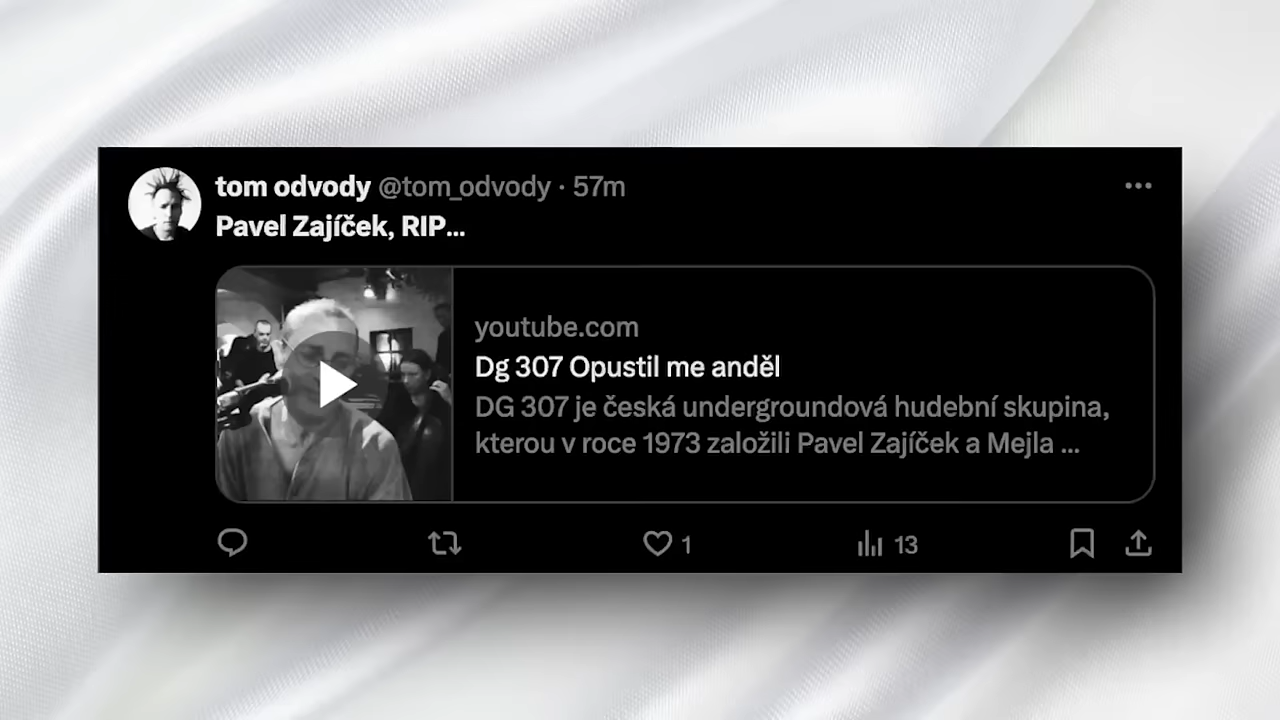 tom odvody @tom_odvody · 57m
Pavel Zajíček, RIP...
youtube.com
Dg 307 Opustil me anděl
DG 307 je česká undergroundová hudební skupina,
kterou v roce 1973 založili Pavel Zajíček a Mejla ...
1 13